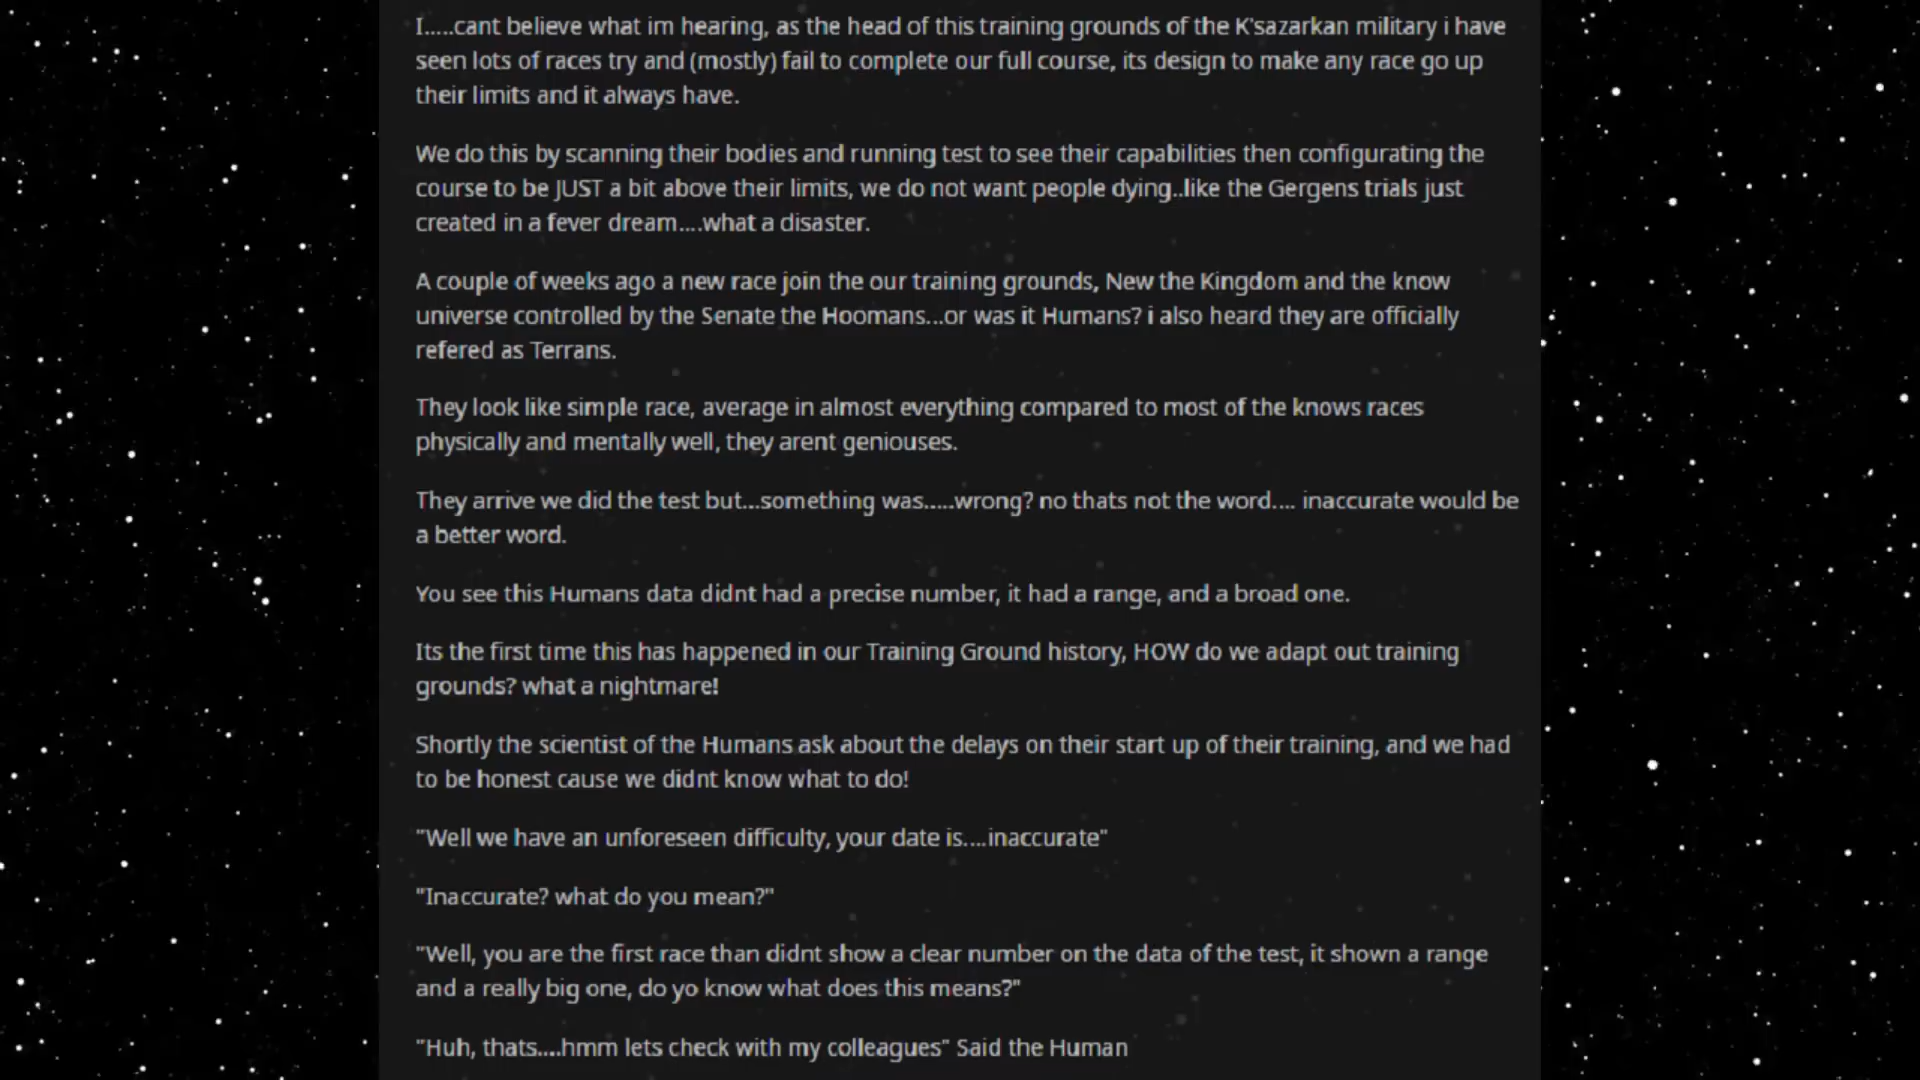 I.....cant believe what im hearing, as the head of this training grounds of the K'sazarkan military i have
seen lots of races try and (mostly) fail to complete our full course, its design to make any race go up
their limits and it always have.
We do this by scanning their bodies and running test to see their capabilities then configurating the
course to be JUST a bit above their limits, we do not want people dying..like the Gergens trials just
created in a fever dream....what a disaster.
A couple of weeks ago a new race join the our training grounds, New the Kingdom and the know
universe controlled by the Senate the Hoomans...or was it Humans? i also heard they are officially
refered as Terrans.
They look like simple race, average in almost everything compared to most of the knows races
physically and mentally well, they arent geniouses.
They arrive we did the test but...something was.....wrong? no thats not the word.... inaccurate would be
a better word.
You see this Humans data didnt had a precise number, it had a range, and a broad one.
Its the first time this has happened in our Training Ground history, HOW do we adapt out training
grounds? what a nightmare!
Shortly the scientist of the Humans ask about the delays on their start up of their training, and we had
to be honest cause we didnt know what to do!
"Well we have an unforeseen difficulty, your date is....inaccurate"
"Inaccurate? what do you mean?"
"Well, you are the first race than didnt show a clear number on the data of the test, it shown a range
and a really big one, do yo know what does this means?"
"Huh, thats....hmm lets check with my colleagues" Said the Human